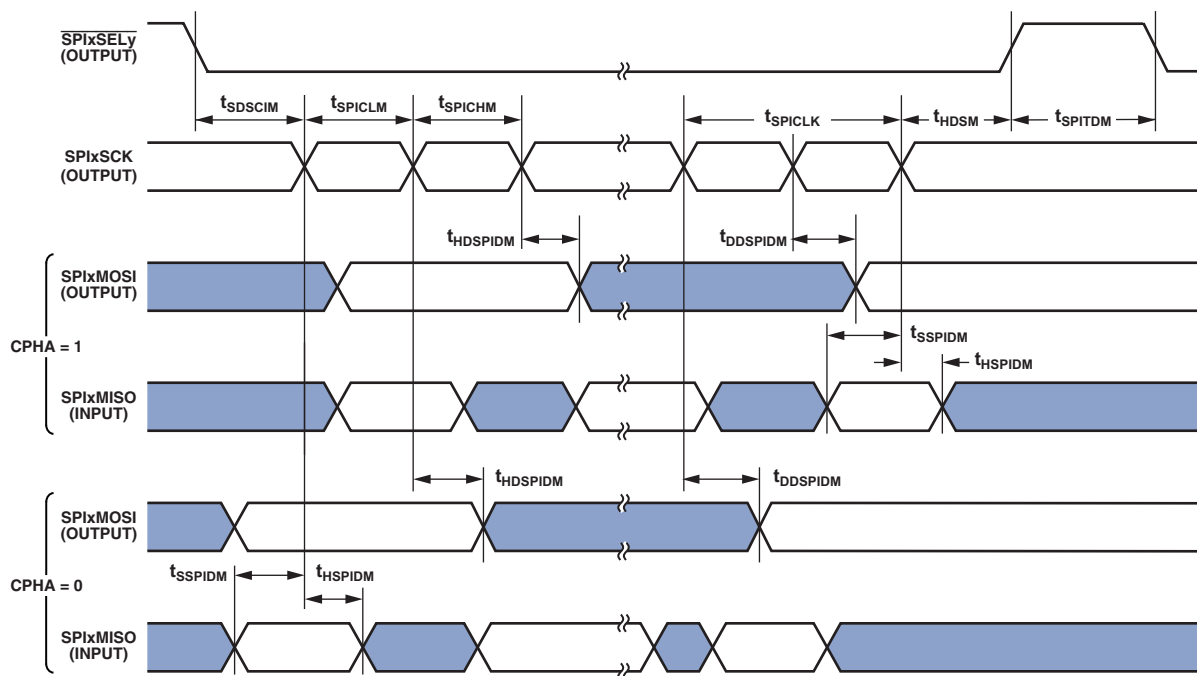 SPIxSELy
(OUTPUT)
tSDSCIM
tSPICLM
tSPICHM
tSPICLK
tHDSM
tSPITDM
SPIxSCK
(OUTPUT)
tHDSPIDM
tDDSPIDM
SPIxMOSI
(OUTPUT)
CPHA = 1
tSSPIDM
tHSPIDM
SPIxMISO
(INPUT)
tHDSPIDM
tDDSPIDM
SPIxMOSI
(OUTPUT)
CPHA = 0
tSSPIDM
tHSPIDM
SPIxMISO
(INPUT)